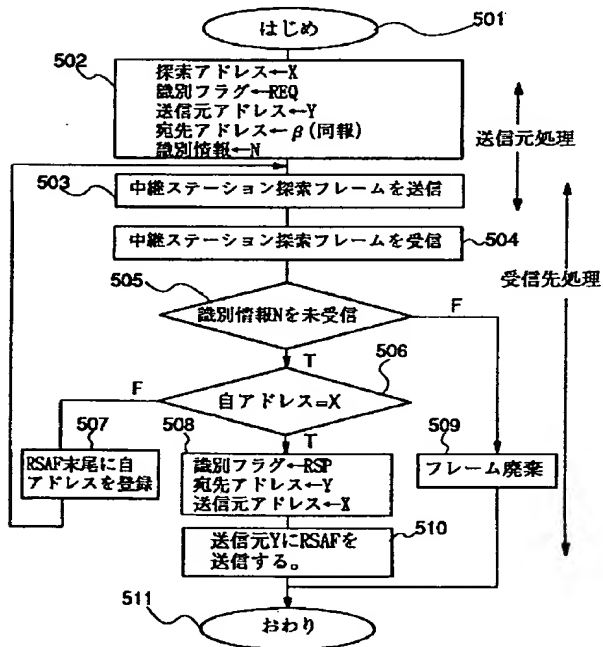 はじめ
501
502
探索アドレス←X
識別フラグ←REQ
送信元アドレス←Y
宛先アドレス←β(同報)
識別情報←N
送信元処理
503
中継ステーション探索フレームを送信
中継ステーション探索フレームを受信
504
受信先処理
505
識別情報Nを未受信
F
T
506
自アドレス=X
F
T
507
RSAF末尾に自
アドレスを登録
508
識別フラグ←RSP
宛先アドレス←Y
送信元アドレス←X
509
フレーム廃棄
送信元YにRSAFを
送信する。
510
511
おわり